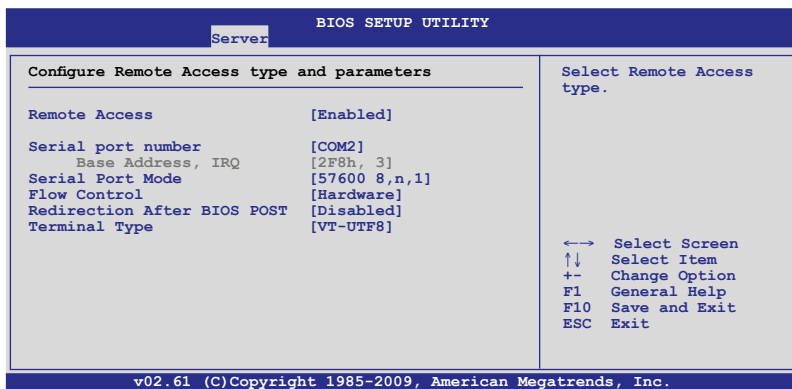 BIOS SETUP UTILITY
Server
Configure Remote Access type and parameters
Remote Access [Enabled]
Serial port number [COM2]
Base Address, IRQ [2F8h, 3]
Serial Port Mode [57600 8,n,1]
Flow Control [Hardware]
Redirection After BIOS POST [Disabled]
Terminal Type [VT-UTF8]
Select Remote Access
type.
←→ Select Screen
↑↓ Select Item
+- Change Option
F1 General Help
F10 Save and Exit
ESC Exit
v02.61 (C)Copyright 1985-2009, American Megatrends, Inc.